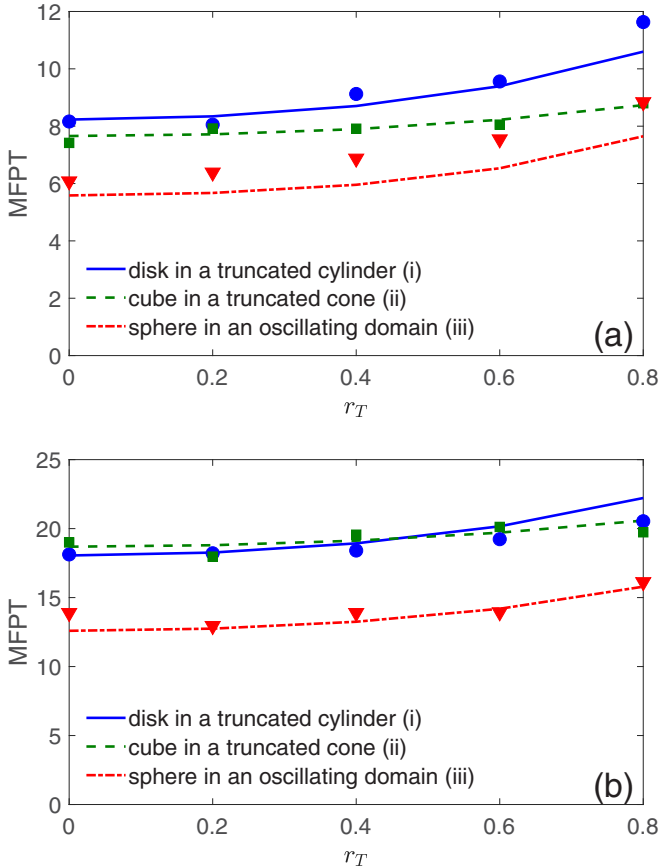 12
10
8
6
4
2
0
MFPT
disk in a truncated cylinder (i)
cube in a truncated cone (ii)
sphere in an oscillating domain (iii)
(a)
0 0.2 0.4 0.6 0.8
r_T
25
20
15
10
5
0
MFPT
disk in a truncated cylinder (i)
cube in a truncated cone (ii)
sphere in an oscillating domain (iii)
(b)
0 0.2 0.4 0.6 0.8
r_T